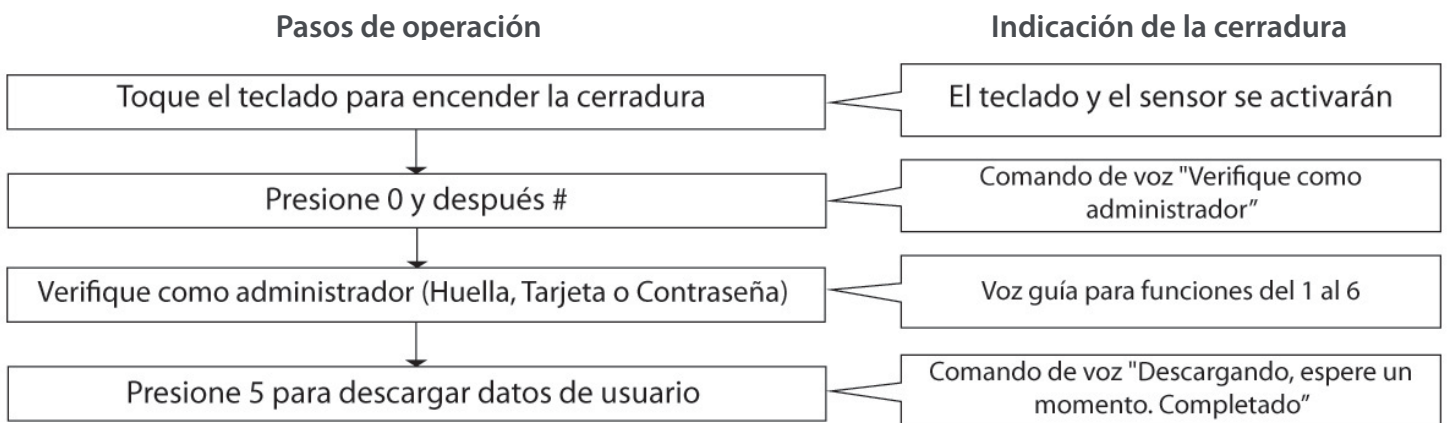 Pasos de operación
Indicación de la cerradura
Toque el teclado para encender la cerradura
El teclado y el sensor se activarán
Presione 0 y después #
Comando de voz "Verifique como
administrador”
Verifique como administrador (Huella, Tarjeta o Contraseña)
Voz guía para funciones del 1 al 6
Presione 5 para descargar datos de usuario
Comando de voz "Descargando, espere un
momento. Completado”